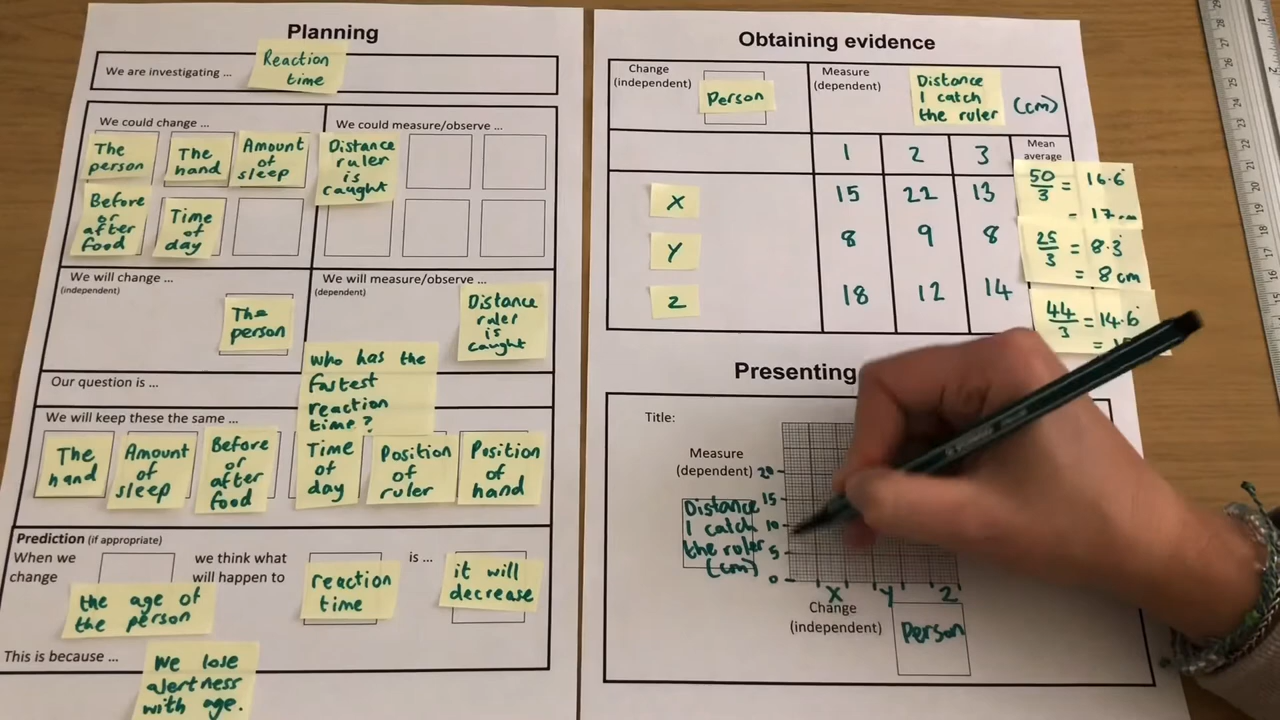 Planning
We are investigating ...
Reaction
time
We could change ...
The
person
The
hand
Amount
of
sleep
Before
or
after
food
Time
of
day
We could measure/observe ...
Distance
ruler
is
caught
We will change ...
(independent)
The
person
We will measure/observe ...
(dependent)
Distance
ruler
is
caught
Our question is ...
Who has the
fastest
reaction
time?
We will keep these the same ...
The
hand
Amount
of
sleep
Before
or
after
food
Time
of
day
Position
of
ruler
Position
of
hand
Prediction (if appropriate)
When we
change
the age of
the person
we think what
will happen to
reaction
time
is ...
it will
decrease
This is because ...
we lose
alertness
with age.
Obtaining evidence
Change
(independent)
Person
Measure
(dependent)
Distance
I catch
the ruler
(cm)
1 2 3
Mean
average
X 15 22 13
50/3 = 16.6
= 17cm
Y 8 9 8
25/3 = 8.3
= 8cm
Z 18 12 14
44/3 = 14.6
Presenting
Title:
Measure
(dependent)
Distance
I catch
the ruler
(cm)
20
15
10
5
0
X Y Z
Change
(independent)
Person